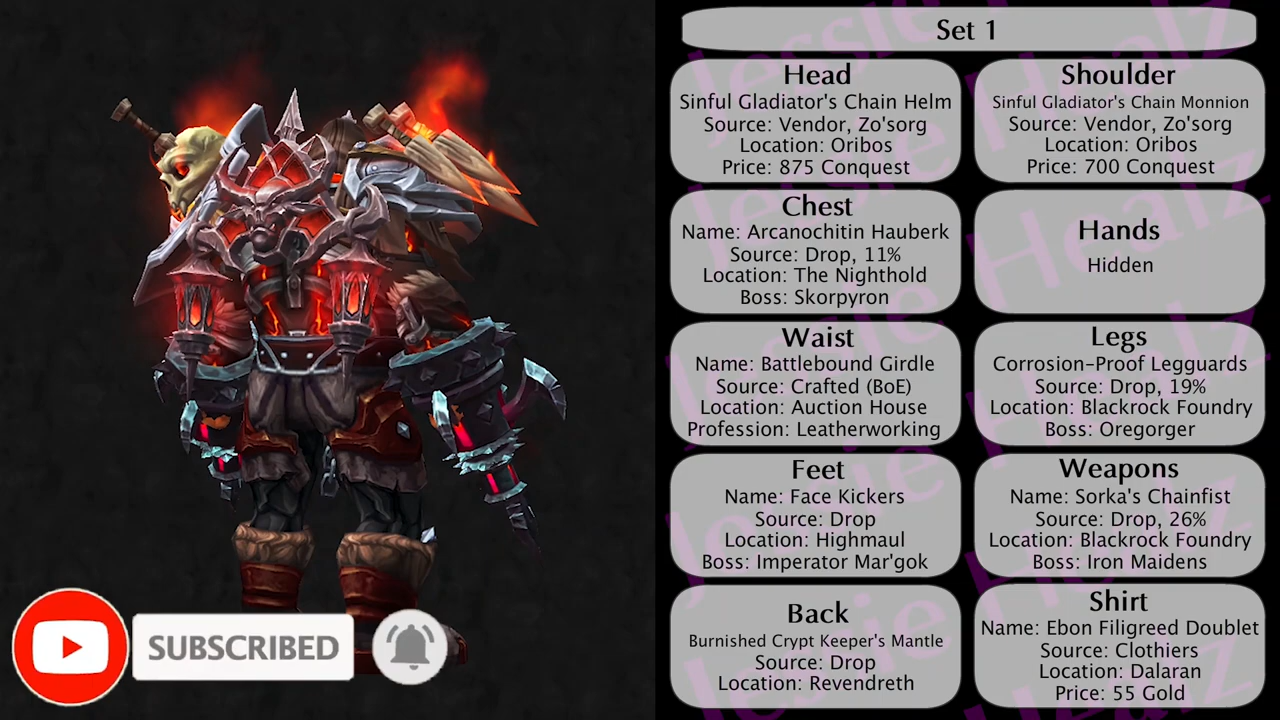 Set 1
Head
Sinful Gladiator's Chain Helm
Source: Vendor, Zo'sorg
Location: Oribos
Price: 875 Conquest
Shoulder
Sinful Gladiator's Chain Monnion
Source: Vendor, Zo'sorg
Location: Oribos
Price: 700 Conquest
Chest
Name: Arcanochitin Hauberk
Source: Drop, 11%
Location: The Nighthold
Boss: Skorpyron
Hands
Hidden
Waist
Name: Battlebound Girdle
Source: Crafted (BoE)
Location: Auction House
Profession: Leatherworking
Legs
Corrosion-Proof Legguards
Source: Drop, 19%
Location: Blackrock Foundry
Boss: Oregorger
Feet
Name: Face Kickers
Source: Drop
Location: Highmaul
Boss: Imperator Mar'gok
Weapons
Name: Sorka's Chainfist
Source: Drop, 26%
Location: Blackrock Foundry
Boss: Iron Maidens
Back
Burnished Crypt Keeper's Mantle
Source: Drop
Location: Revendreth
Shirt
Name: Ebon Filigreed Doublet
Source: Clothiers
Location: Dalaran
Price: 55 Gold
SUBSCRIBED
Jessie Healz